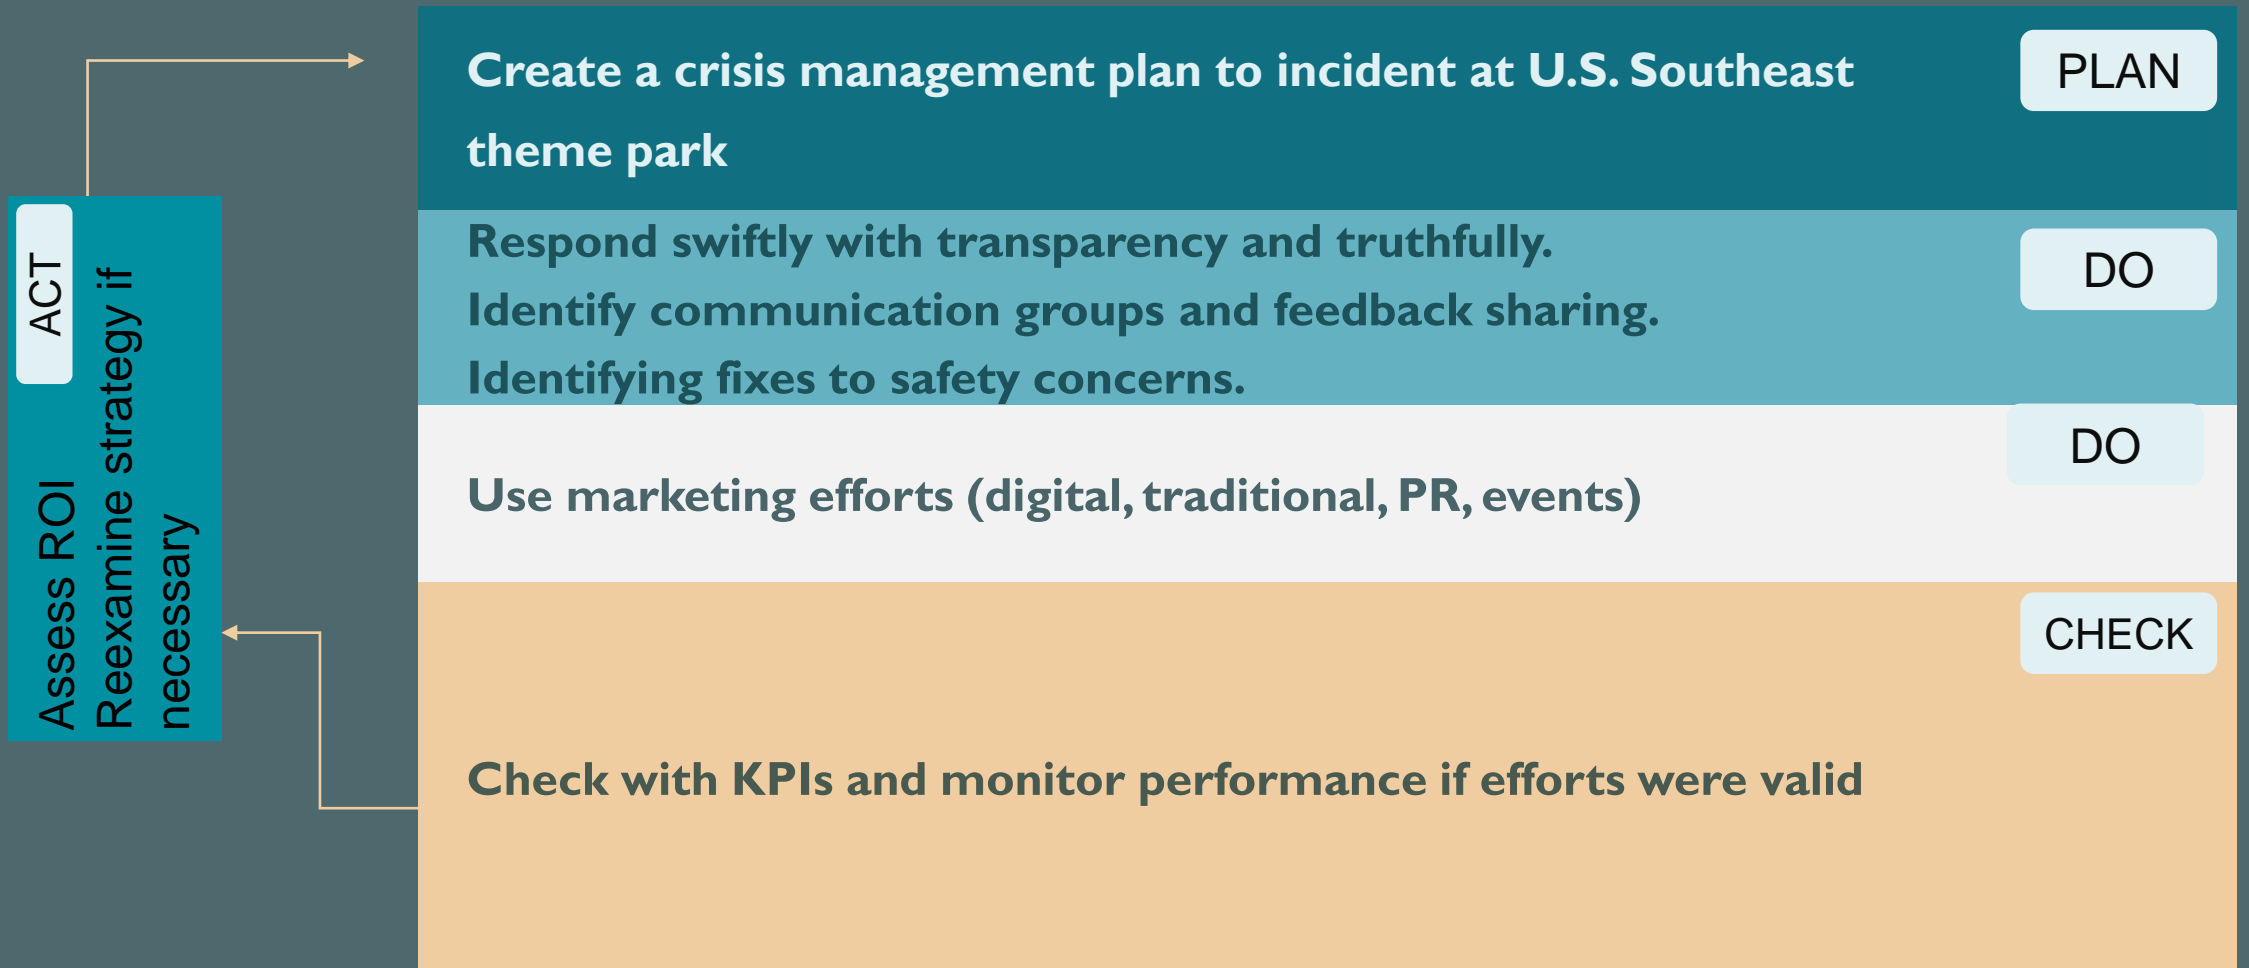 Create a crisis management plan to incident at U.S. Southeast
theme park
PLAN
Respond swiftly with transparency and truthfully.
Identify communication groups and feedback sharing.
Identifying fixes to safety concerns.
DO
Use marketing efforts (digital, traditional, PR, events)
DO
Check with KPIs and monitor performance if efforts were valid
CHECK
ACT
Assess ROI
Reexamine strategy if
necessary